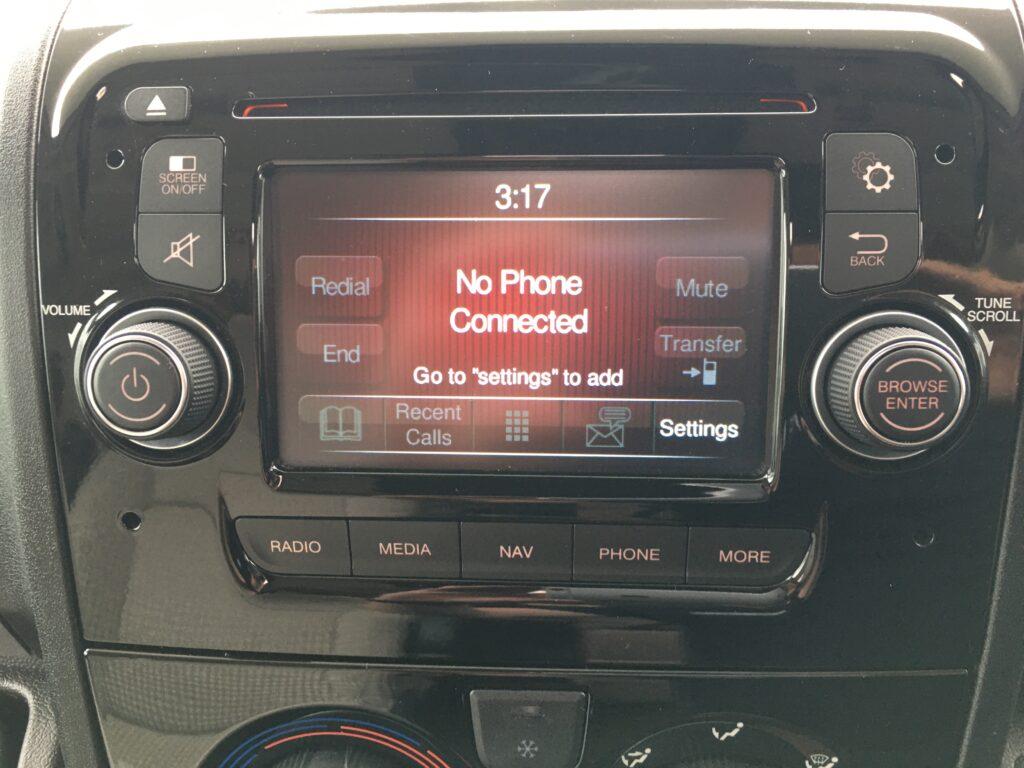 SCREEN
ON/OFF
VOLUME
3:17
Redial
No Phone
Connected
Mute
End
Transfer
Go to "settings" to add
Recent
Calls
Settings
BACK
TUNE
SCROLL
BROWSE
ENTER
RADIO
MEDIA
NAV
PHONE
MORE